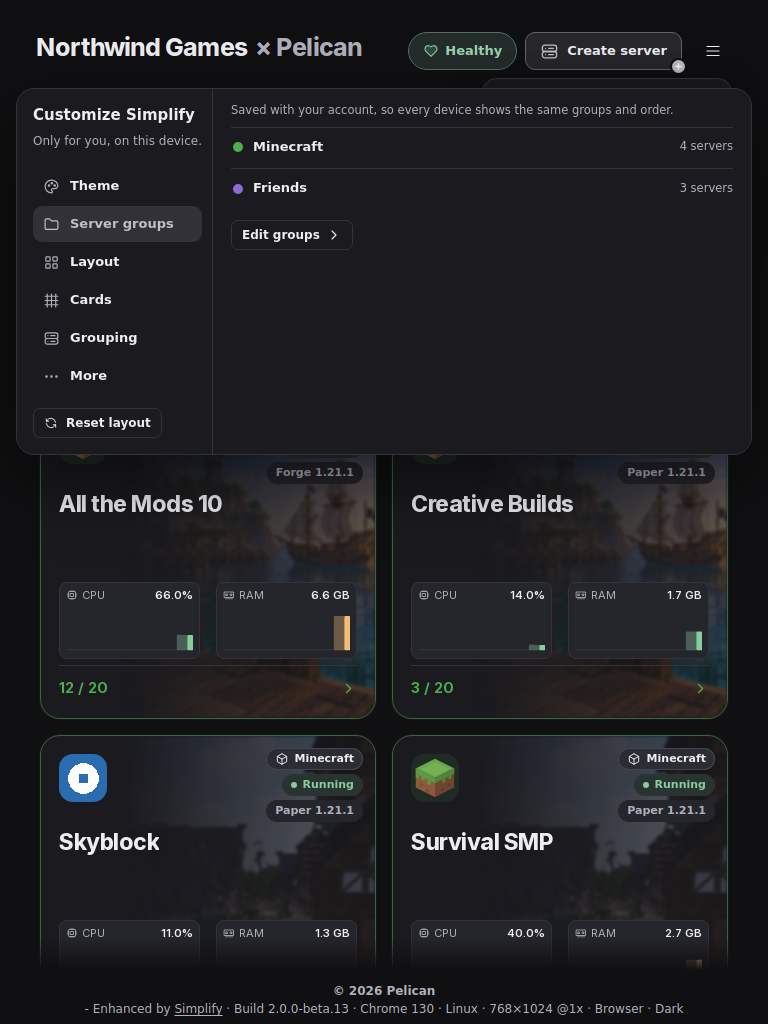 Northwind Games × Pelican
Healthy
Create server
Customize Simplify
Only for you, on this device.
Theme
Server groups
Layout
Cards
Grouping
More
Reset layout
Saved with your account, so every device shows the same groups and order.
Minecraft
4 servers
Friends
3 servers
Edit groups
Forge 1.21.1
All the Mods 10
CPU
66.0%
RAM
6.6 GB
12 / 20
Paper 1.21.1
Creative Builds
CPU
14.0%
RAM
1.7 GB
3 / 20
Minecraft
Running
Paper 1.21.1
Skyblock
CPU
11.0%
RAM
1.3 GB
Minecraft
Running
Paper 1.21.1
Survival SMP
CPU
40.0%
RAM
2.7 GB
© 2026 Pelican
- Enhanced by Simplify · Build 2.0.0-beta.13 · Chrome 130 · Linux · 768×1024 @1x · Browser · Dark